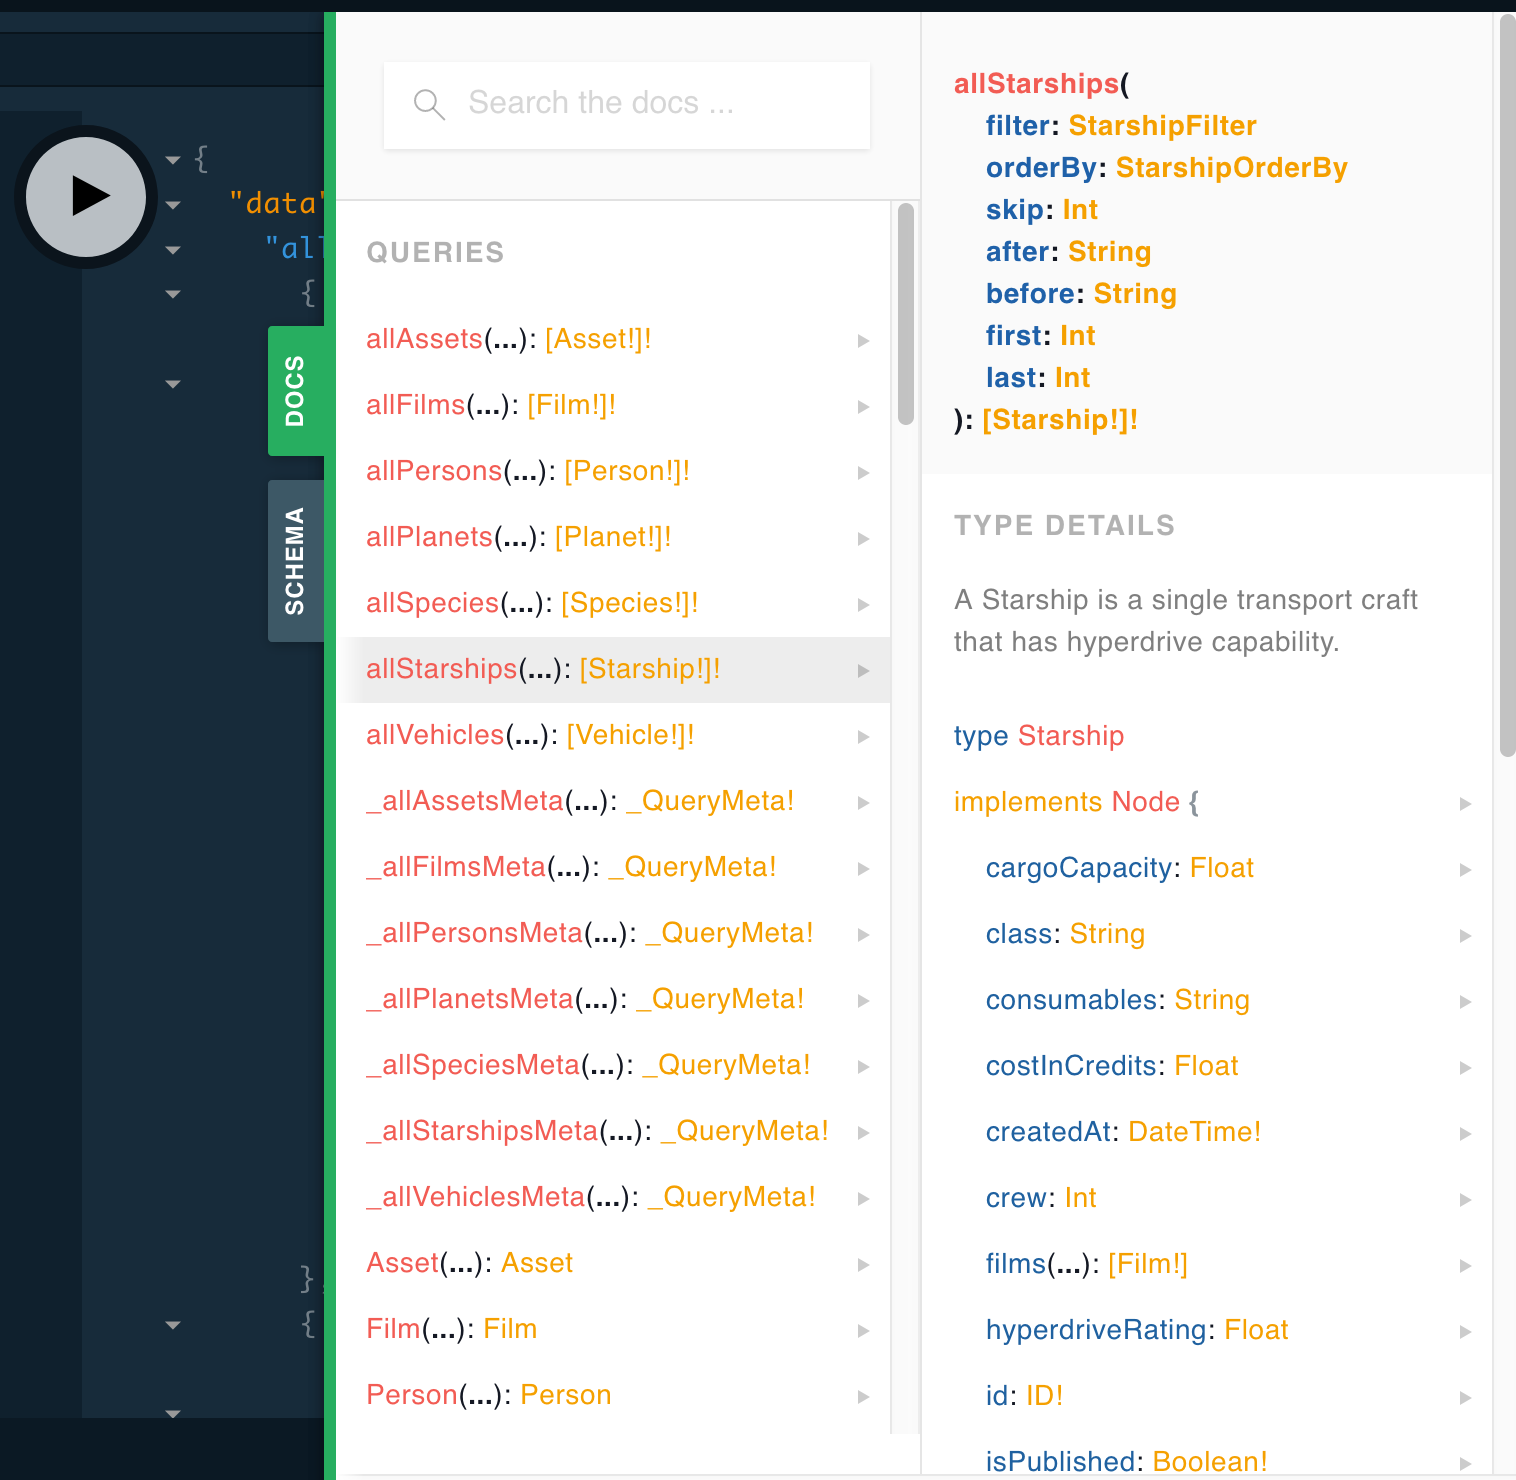 {
"data"
"all
{
DOCS
SCHEMA
},
{
Search the docs ...
QUERIES
allAssets(...): [Asset!]!
allFilms(...): [Film!]!
allPersons(...): [Person!]!
allPlanets(...): [Planet!]!
allSpecies(...): [Species!]!
allStarships(...): [Starship!]!
allVehicles(...): [Vehicle!]!
_allAssetsMeta(...): _QueryMeta!
_allFilmsMeta(...): _QueryMeta!
_allPersonsMeta(...): _QueryMeta!
_allPlanetsMeta(...): _QueryMeta!
_allSpeciesMeta(...): _QueryMeta!
_allStarshipsMeta(...): _QueryMeta!
_allVehiclesMeta(...): _QueryMeta!
Asset(...): Asset
Film(...): Film
Person(...): Person
allStarships(
filter: StarshipFilter
orderBy: StarshipOrderBy
skip: Int
after: String
before: String
first: Int
last: Int
): [Starship!]!
TYPE DETAILS
A Starship is a single transport craft
that has hyperdrive capability.
type Starship
implements Node {
cargoCapacity: Float
class: String
consumables: String
costInCredits: Float
createdAt: DateTime!
crew: Int
films(...): [Film!]
hyperdriveRating: Float
id: ID!
isPublished: Boolean!